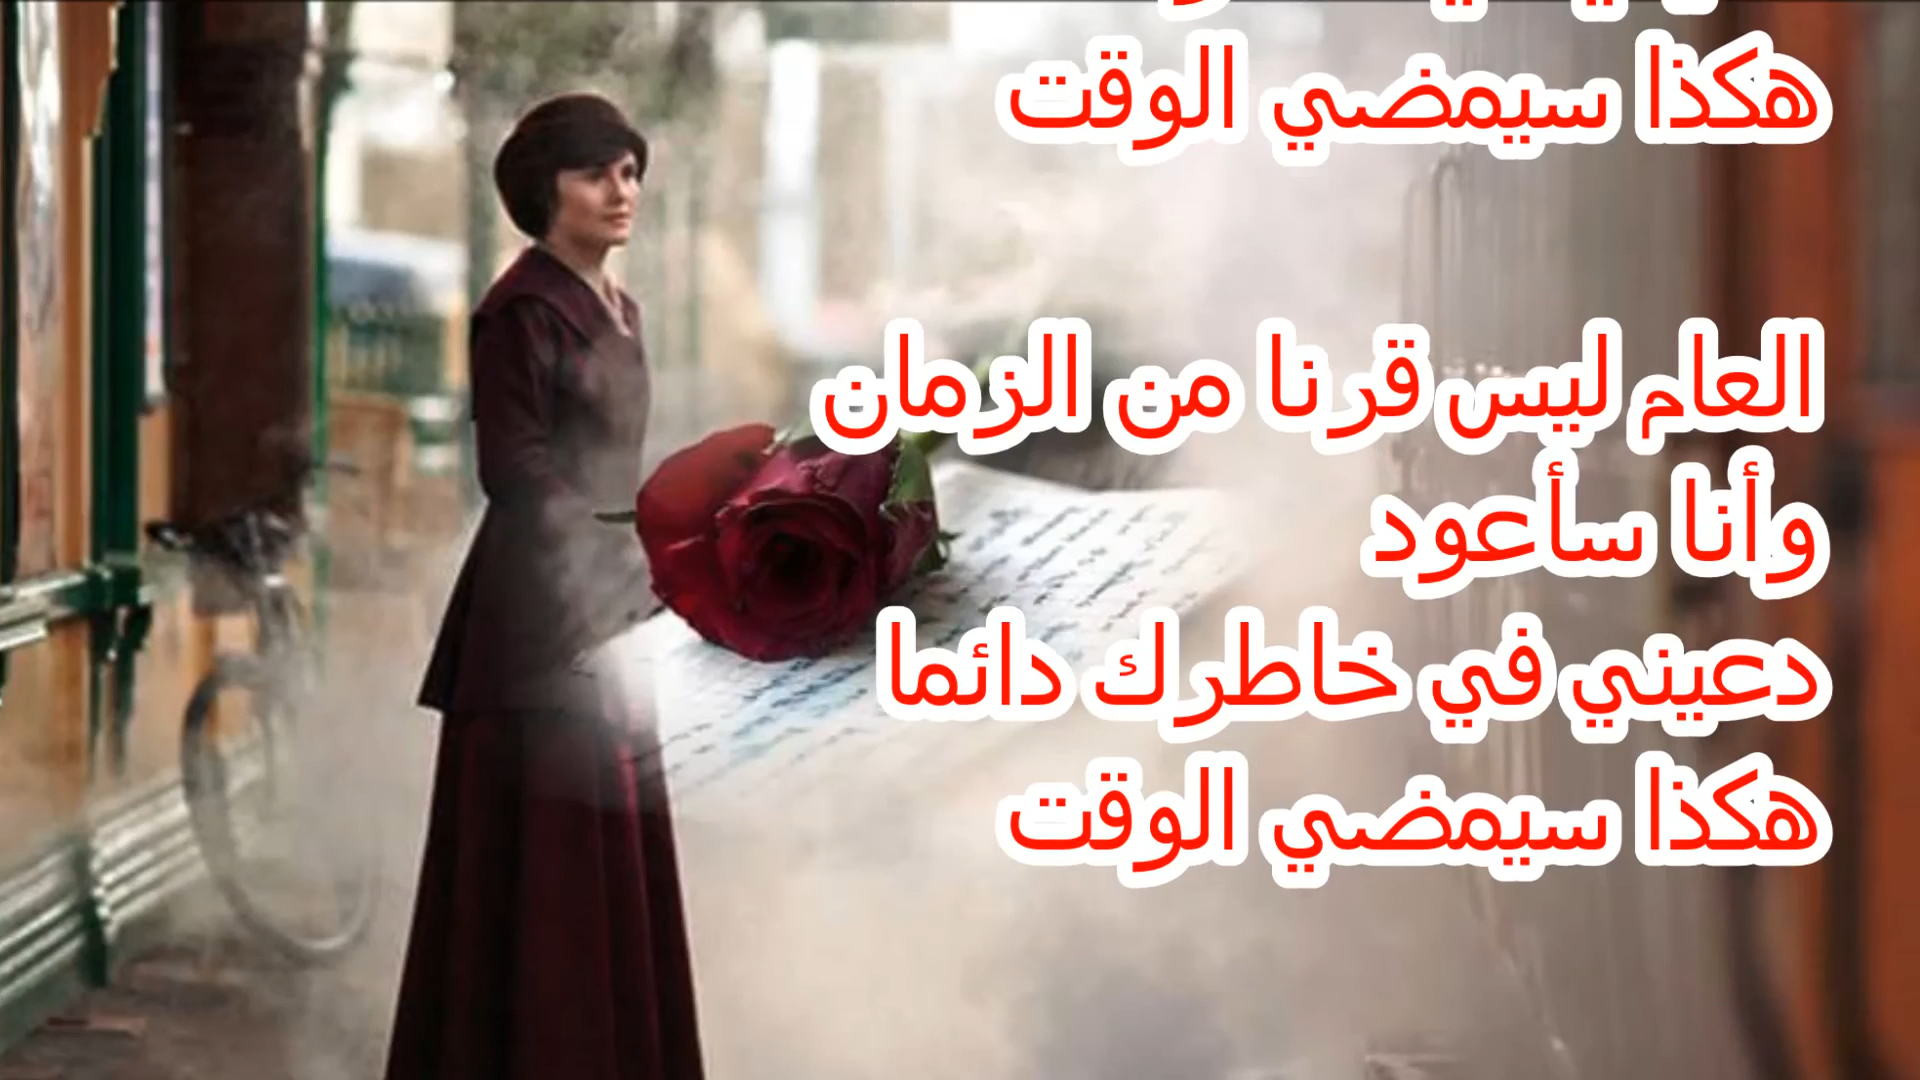 هكذا سيمضي الوقت
العام ليس قرنا من الزمان
وأنا سأعود
دعيني في خاطرك دائما
هكذا سيمضي الوقت